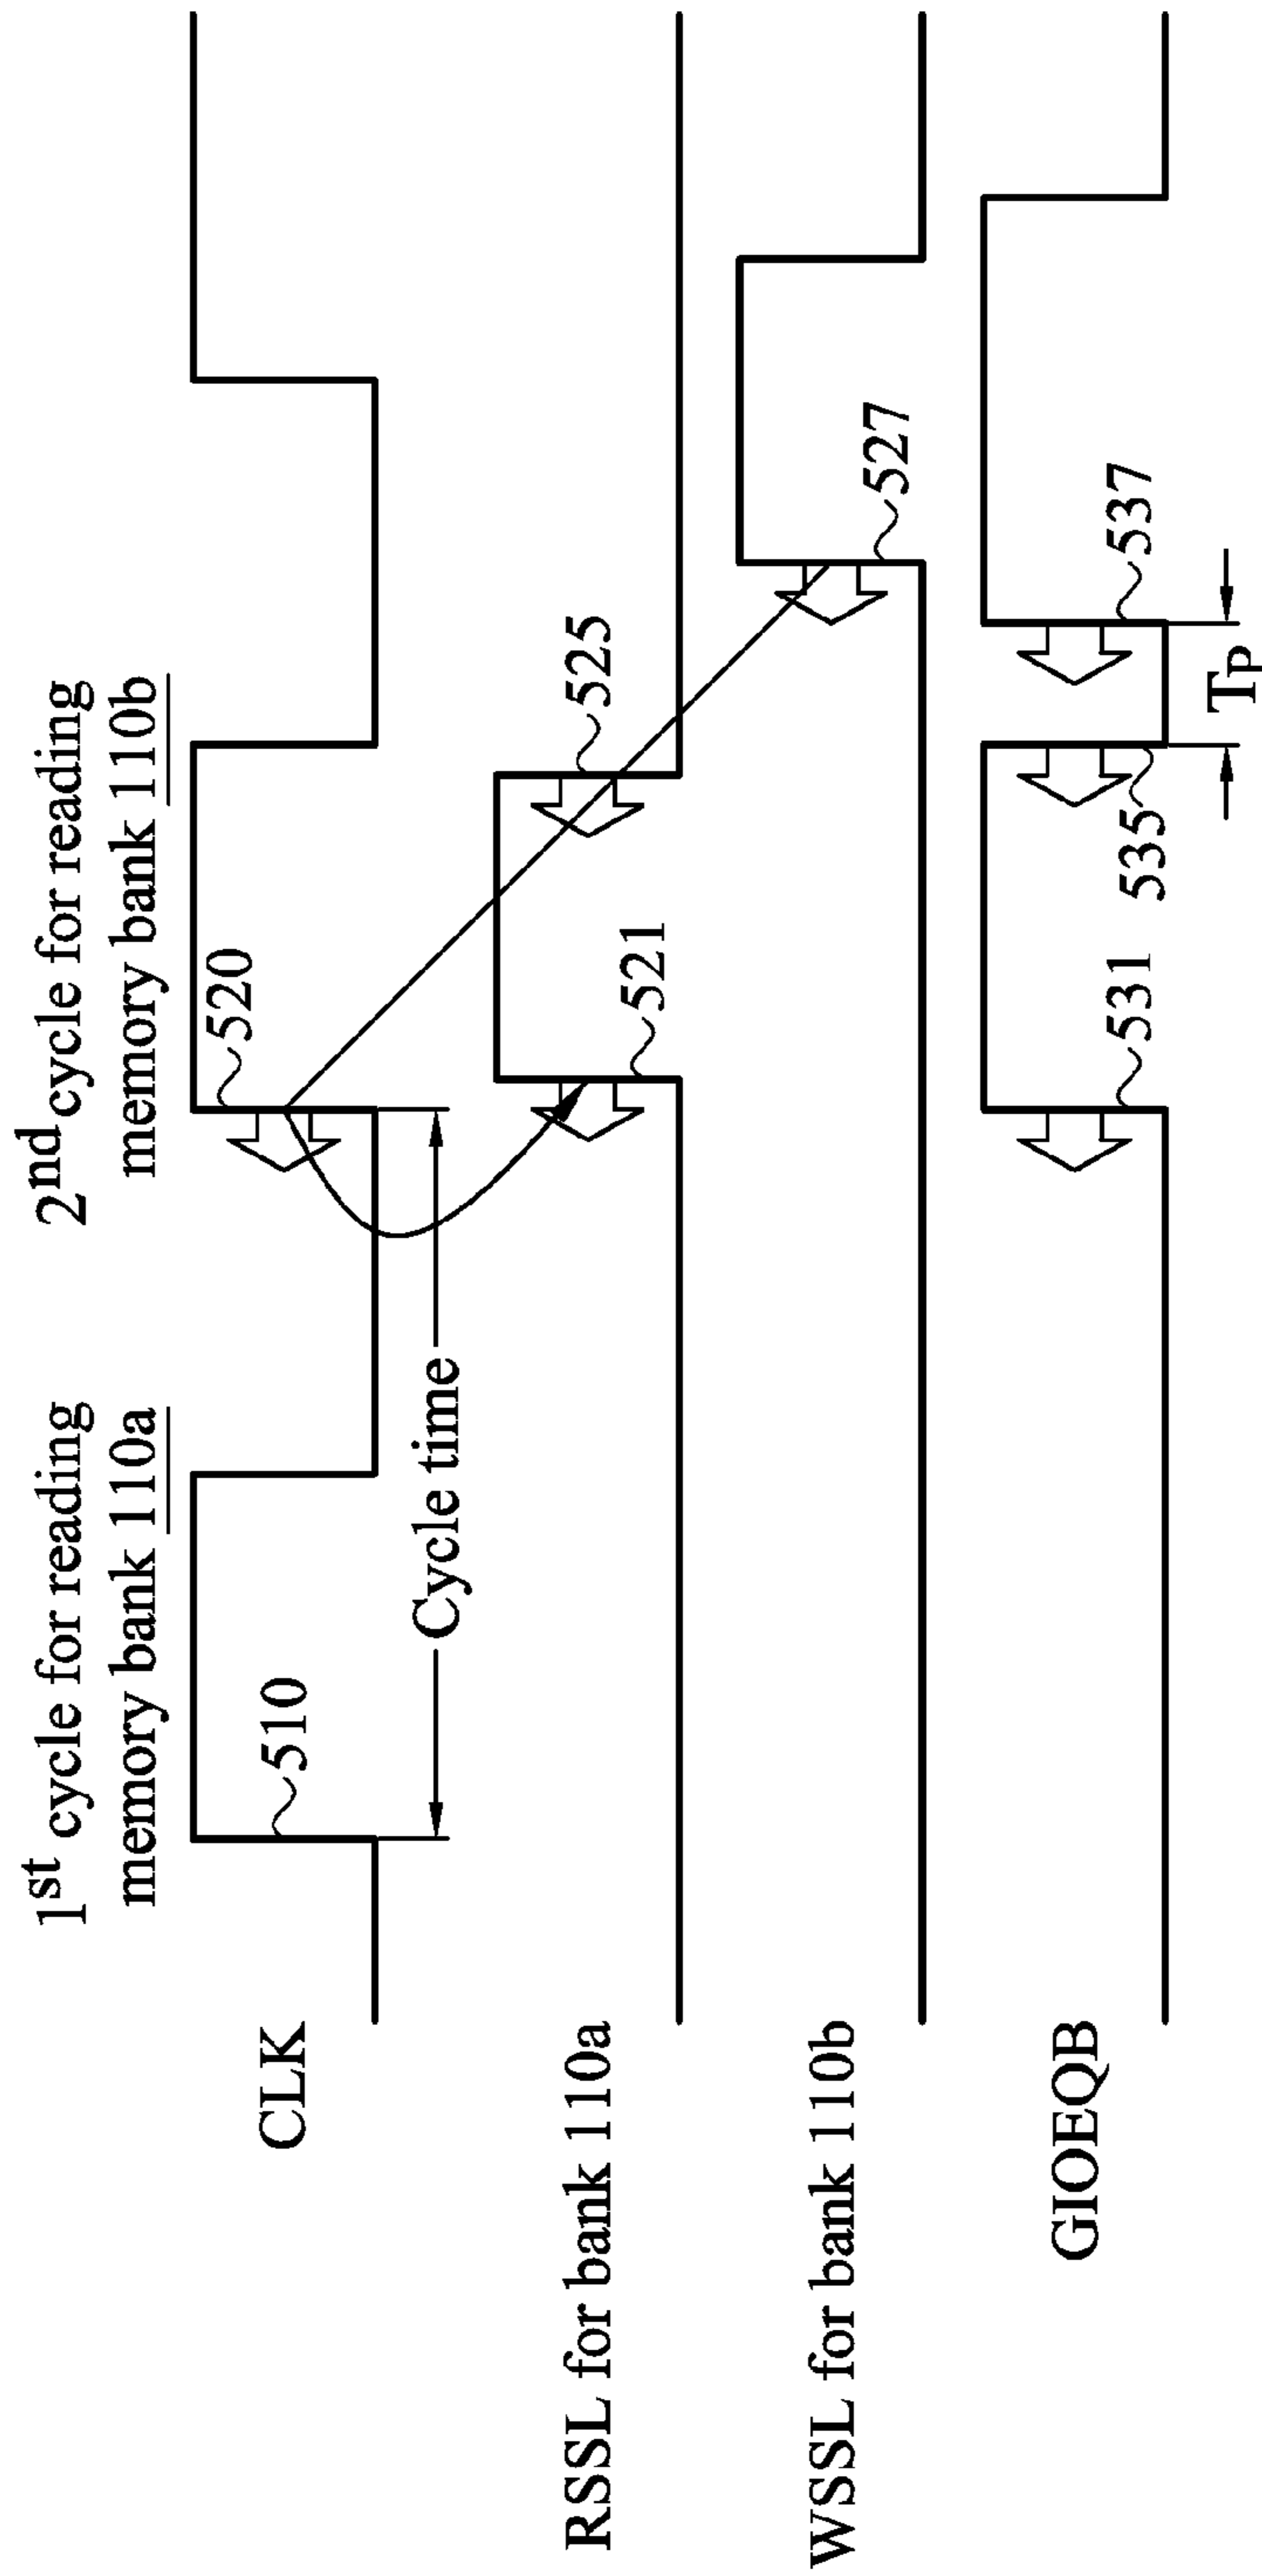 1st cycle for reading
memory bank 110a
2nd cycle for reading
memory bank 110b
CLK
510
520
Cycle time
RSSL for bank 110a
521
525
WSSL for bank 110b
527
GIOEQB
531
535
537
TP